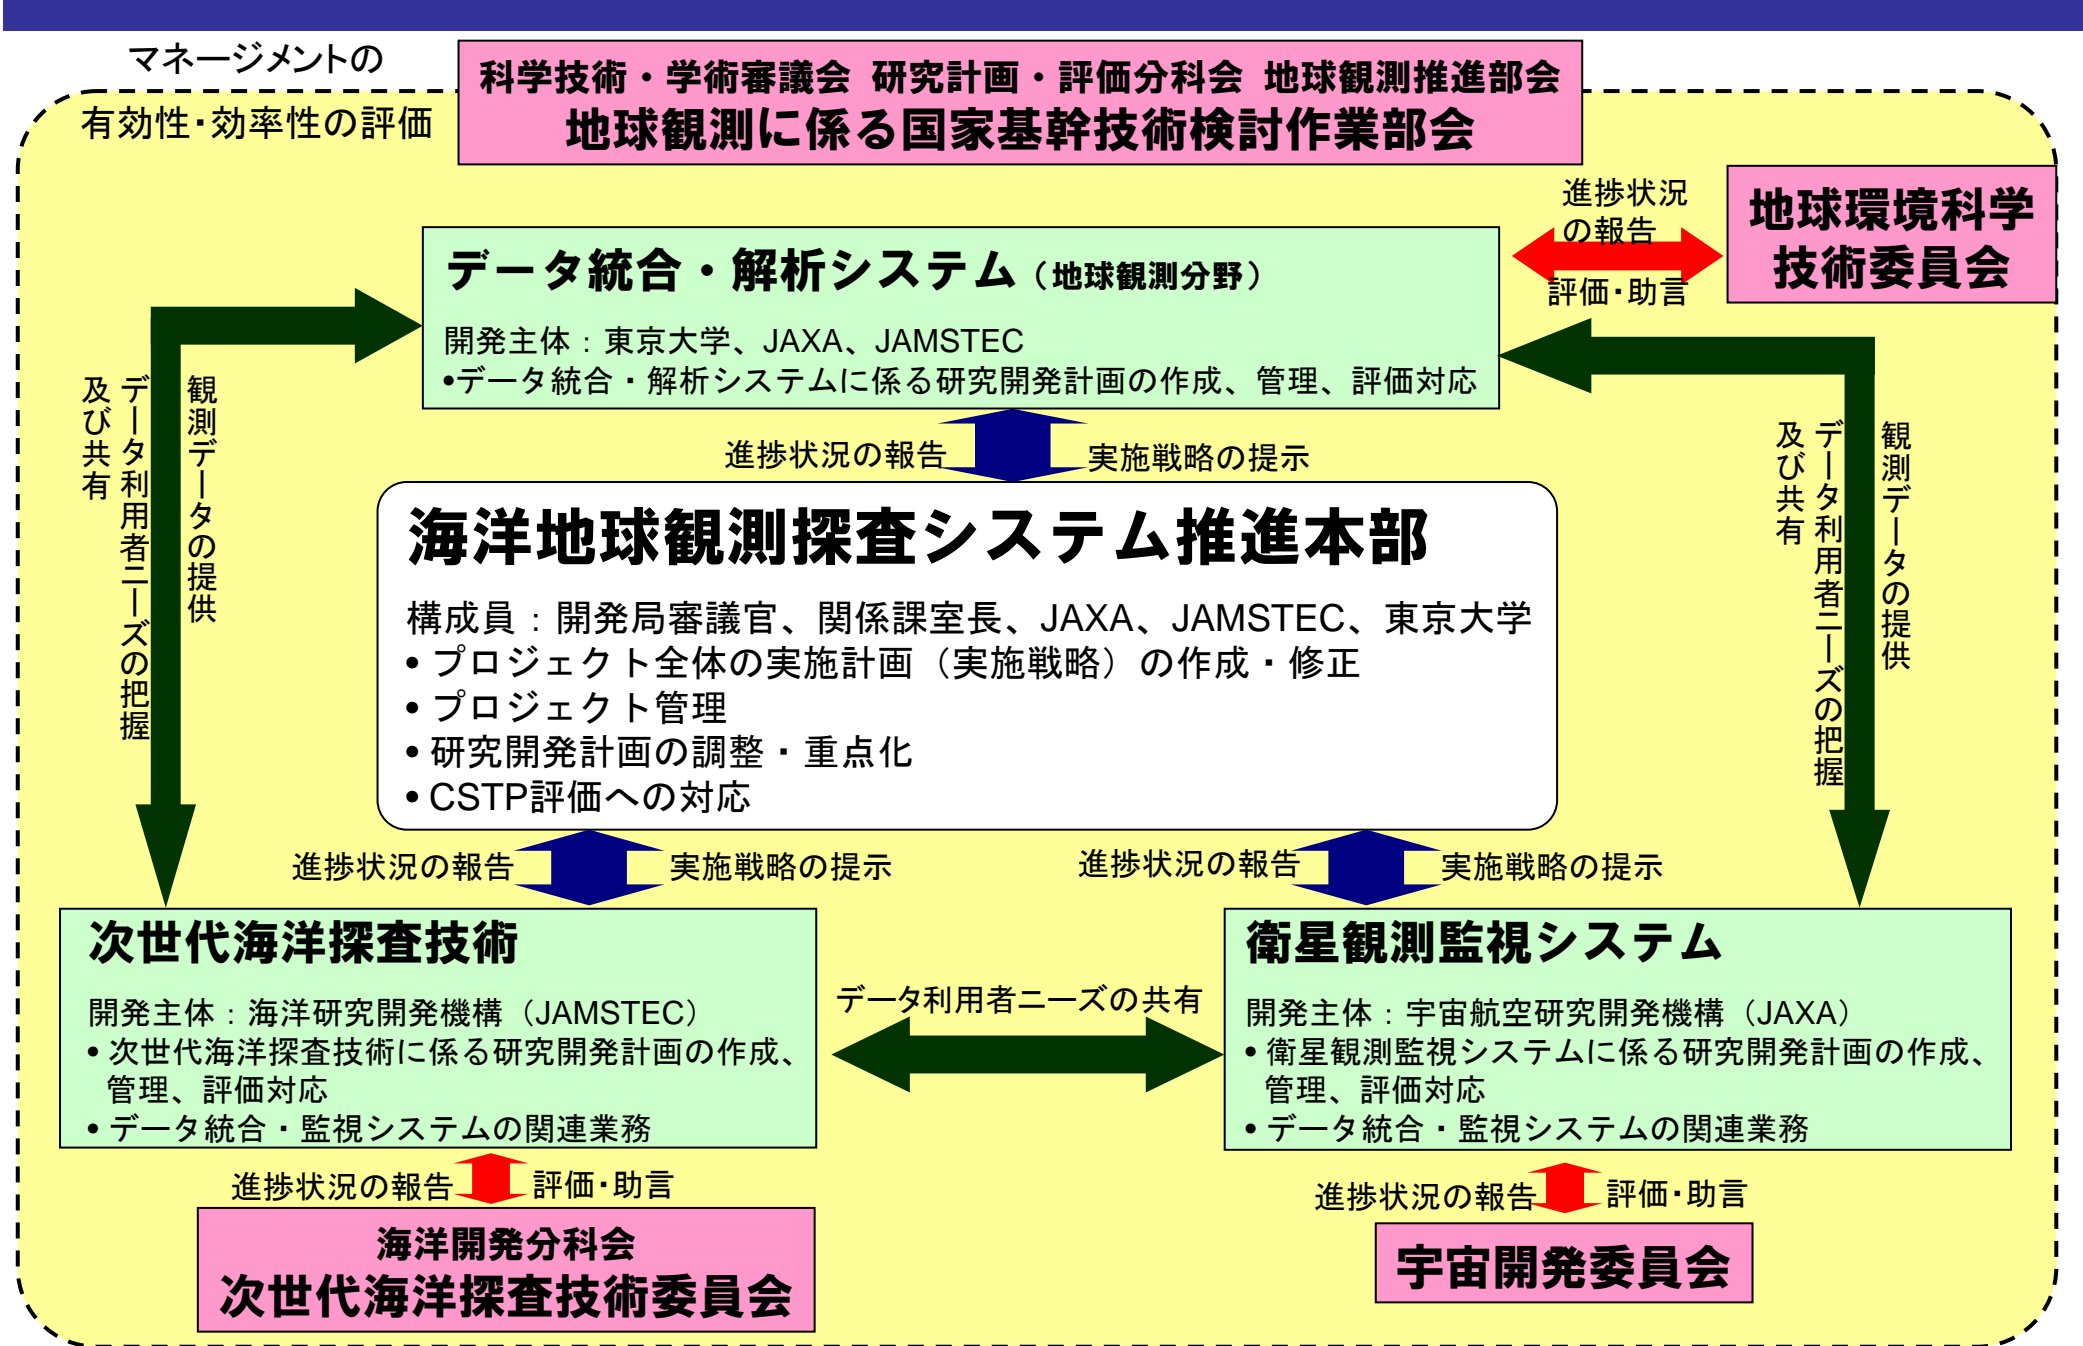 マネージメントの
有効性・効率性の評価
科学技術・学術審議会 研究計画・評価分科会 地球観測推進部会
地球観測に係る国家基幹技術検討作業部会
進捗状況
の報告
評価・助言
地球環境科学
技術委員会
データ統合・解析システム（地球観測分野）
開発主体：東京大学、JAXA、JAMSTEC
•データ統合・解析システムに係る研究開発計画の作成、管理、評価対応
観測データの提供
データ利用者ニーズの把握
及び共有
進捗状況の報告
実施戦略の提示
観測データの提供
データ利用者ニーズの把握
及び共有
海洋地球観測探査システム推進本部
構成員：開発局審議官、関係課室長、JAXA、JAMSTEC、東京大学
• プロジェクト全体の実施計画（実施戦略）の作成・修正
• プロジェクト管理
• 研究開発計画の調整・重点化
• CSTP評価への対応
進捗状況の報告
実施戦略の提示
進捗状況の報告
実施戦略の提示
次世代海洋探査技術
開発主体：海洋研究開発機構（JAMSTEC）
• 次世代海洋探査技術に係る研究開発計画の作成、
管理、評価対応
• データ統合・監視システムの関連業務
データ利用者ニーズの共有
衛星観測監視システム
開発主体：宇宙航空研究開発機構（JAXA）
• 衛星観測監視システムに係る研究開発計画の作成、
管理、評価対応
• データ統合・監視システムの関連業務
進捗状況の報告
評価・助言
海洋開発分科会
次世代海洋探査技術委員会
進捗状況の報告
評価・助言
宇宙開発委員会